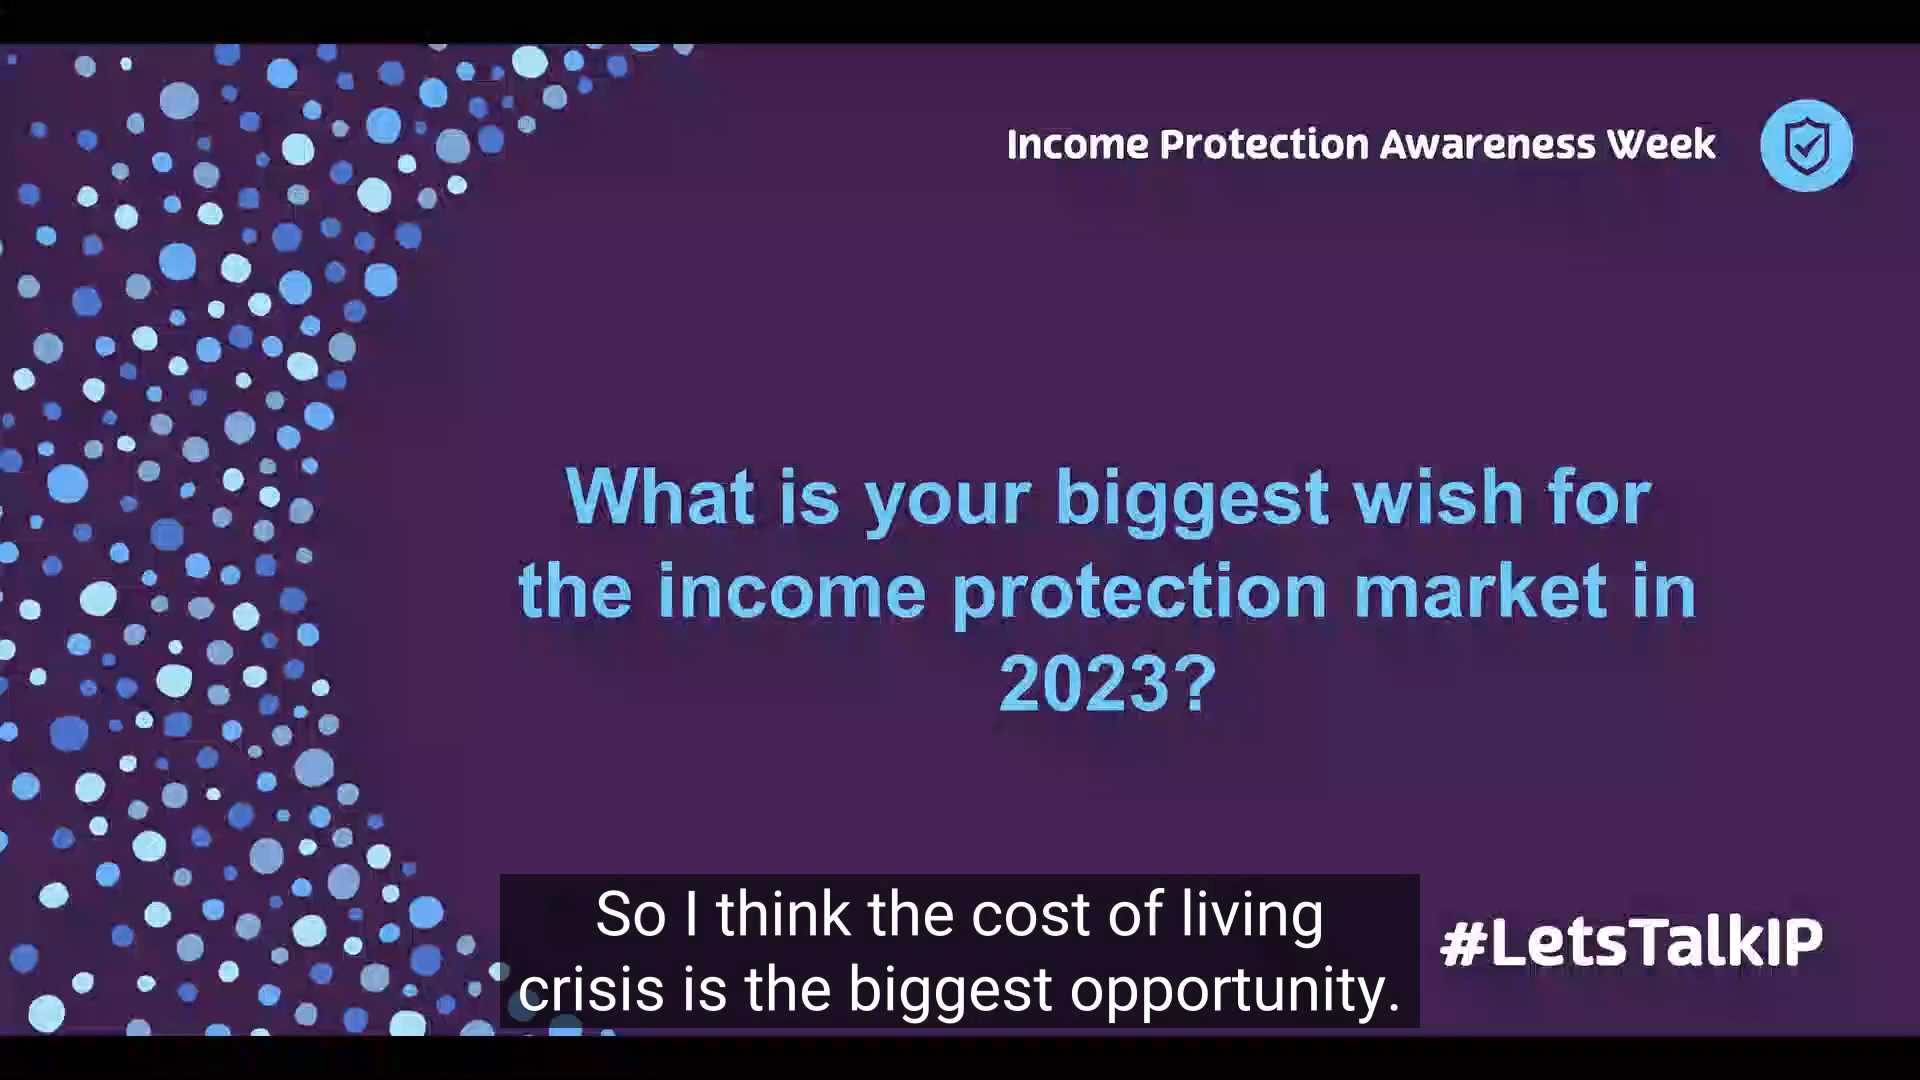 Income Protection Awareness Week
What is your biggest wish for
the income protection market in
2023?
So I think the cost of living
crisis is the biggest opportunity.
#LetsTalkIP